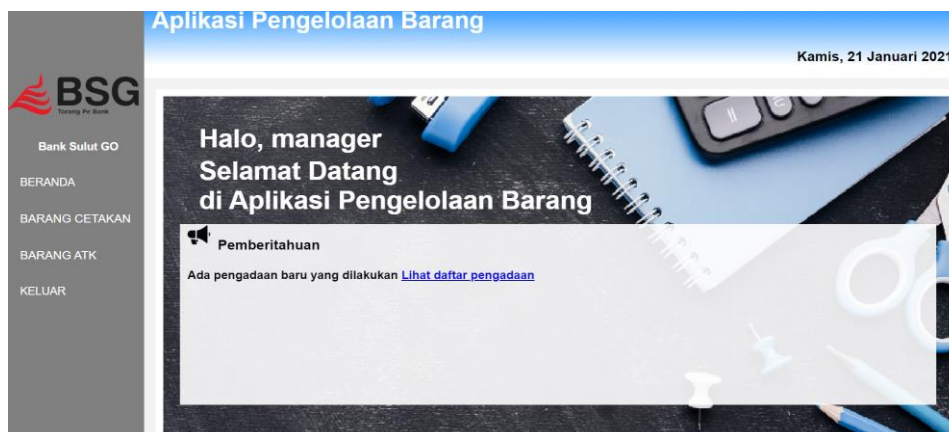 Aplikasi Pengelolaan Barang
Kamis, 21 Januari 2021
BSG
Torang Pe Bank
Bank Sulut GO
BERANDA
BARANG CETAKAN
BARANG ATK
KELUAR
Halo, manager
Selamat Datang
di Aplikasi Pengelolaan Barang
Pemberitahuan
Ada pengadaan baru yang dilakukan Lihat daftar pengadaan